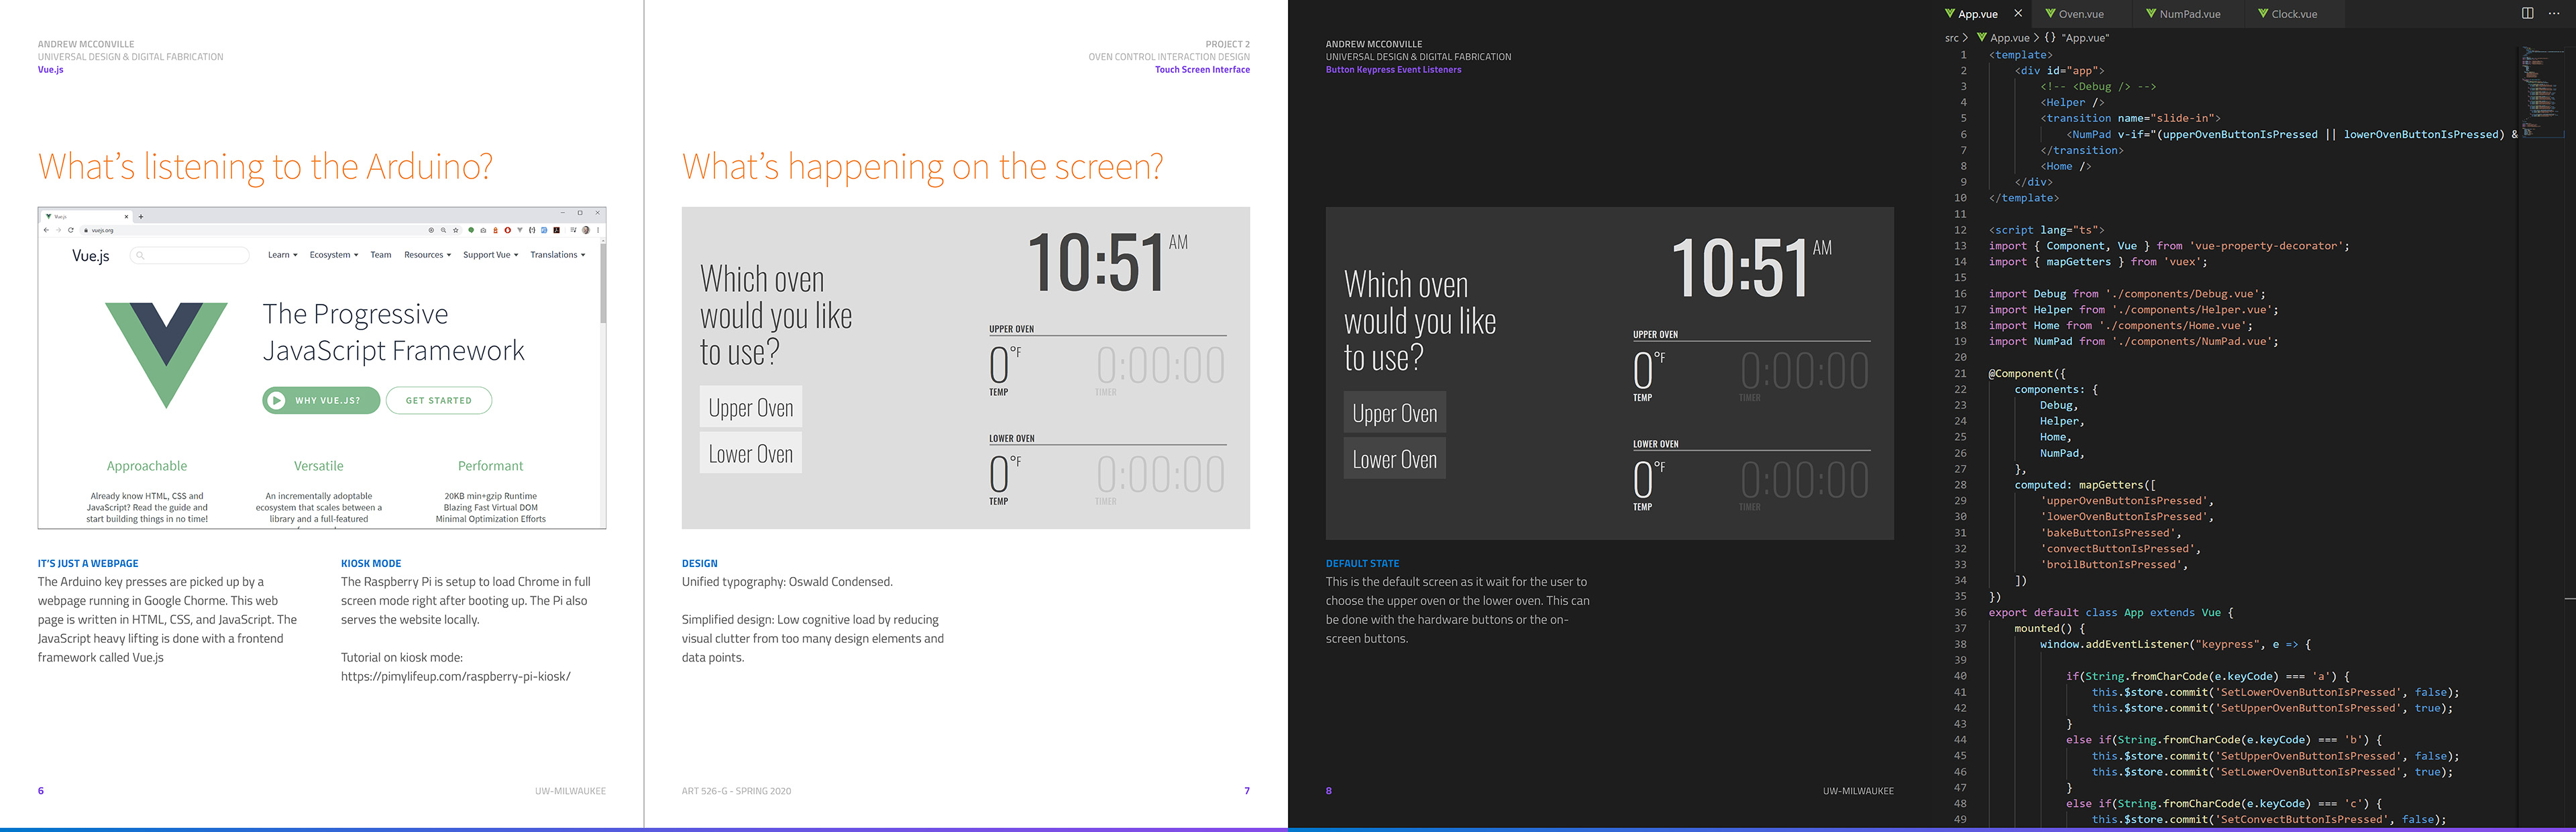 ANDREW MCCONVILLE
UNIVERSAL DESIGN & DIGITAL FABRICATION
Vue.js
What's listening to the Arduino?
Vue.js
vuejs.org
Vue.js
Learn
Ecosystem
Team
Resources
Support Vue
Translations
The Progressive
JavaScript Framework
WHY VUE.JS?
GET STARTED
Approachable
Already know HTML, CSS and
JavaScript? Read the guide and
start building things in no time!
Versatile
An incrementally adoptable
ecosystem that scales between a
library and a full-featured
Performant
20KB min+gzip Runtime
Blazing Fast Virtual DOM
Minimal Optimization Efforts
IT'S JUST A WEBPAGE
The Arduino key presses are picked up by a
webpage running in Google Chorme. This web
page is written in HTML, CSS, and JavaScript. The
JavaScript heavy lifting is done with a frontend
framework called Vue.js
KIOSK MODE
The Raspberry Pi is setup to load Chrome in full
screen mode right after booting up. The Pi also
serves the website locally.
Tutorial on kiosk mode:
https://pimylifeup.com/raspberry-pi-kiosk/
6
UW-MILWAUKEE
PROJECT 2
OVEN CONTROL INTERACTION DESIGN
Touch Screen Interface
What's happening on the screen?
Which oven
would you like
to use?
Upper Oven
Lower Oven
10:51 AM
UPPER OVEN
0°F
0:00:00
TEMP
TIMER
LOWER OVEN
0°F
0:00:00
TEMP
TIMER
DESIGN
Unified typography: Oswald Condensed.
Simplified design: Low cognitive load by reducing
visual clutter from too many design elements and
data points.
ART 526-G - SPRING 2020
7
ANDREW MCCONVILLE
UNIVERSAL DESIGN & DIGITAL FABRICATION
Button Keypress Event Listeners
Which oven
would you like
to use?
Upper Oven
Lower Oven
10:51 AM
UPPER OVEN
0°F
0:00:00
TEMP
TIMER
LOWER OVEN
0°F
0:00:00
TEMP
TIMER
DEFAULT STATE
This is the default screen as it wait for the user to
choose the upper oven or the lower oven. This can
be done with the hardware buttons or the on-
screen buttons.
8
UW-MILWAUKEE
App.vue
Oven.vue
NumPad.vue
Clock.vue
src > App.vue > {} "App.vue"
1 <template>
2 <div id="app">
3 <!-- <Debug /> -->
4 <Helper />
5 <transition name="slide-in">
6 <NumPad v-if="(upperOvenButtonIsPressed || lowerOvenButtonIsPressed) &
7 </transition>
8 <Home />
9 </div>
10 </template>
11
12 <script lang="ts">
13 import { Component, Vue } from 'vue-property-decorator';
14 import { mapGetters } from 'vuex';
15
16 import Debug from './components/Debug.vue';
17 import Helper from './components/Helper.vue';
18 import Home from './components/Home.vue';
19 import NumPad from './components/NumPad.vue';
20
21 @Component({
22 components: {
23 Debug,
24 Helper,
25 Home,
26 NumPad,
27 },
28 computed: mapGetters([
29 'upperOvenButtonIsPressed',
30 'lowerOvenButtonIsPressed',
31 'bakeButtonIsPressed',
32 'convectButtonIsPressed',
33 'broilButtonIsPressed',
34 ])
35 })
36 export default class App extends Vue {
37 mounted() {
38 window.addEventListener("keypress", e => {
39
40 if(String.fromCharCode(e.keyCode) === 'a') {
41 this.$store.commit('SetLowerOvenButtonIsPressed', false);
42 this.$store.commit('SetUpperOvenButtonIsPressed', true);
43 }
44 else if(String.fromCharCode(e.keyCode) === 'b') {
45 this.$store.commit('SetUpperOvenButtonIsPressed', false);
46 this.$store.commit('SetLowerOvenButtonIsPressed', true);
47 }
48 else if(String.fromCharCode(e.keyCode) === 'c') {
49 this.$store.commit('SetConvectButtonIsPressed', false);